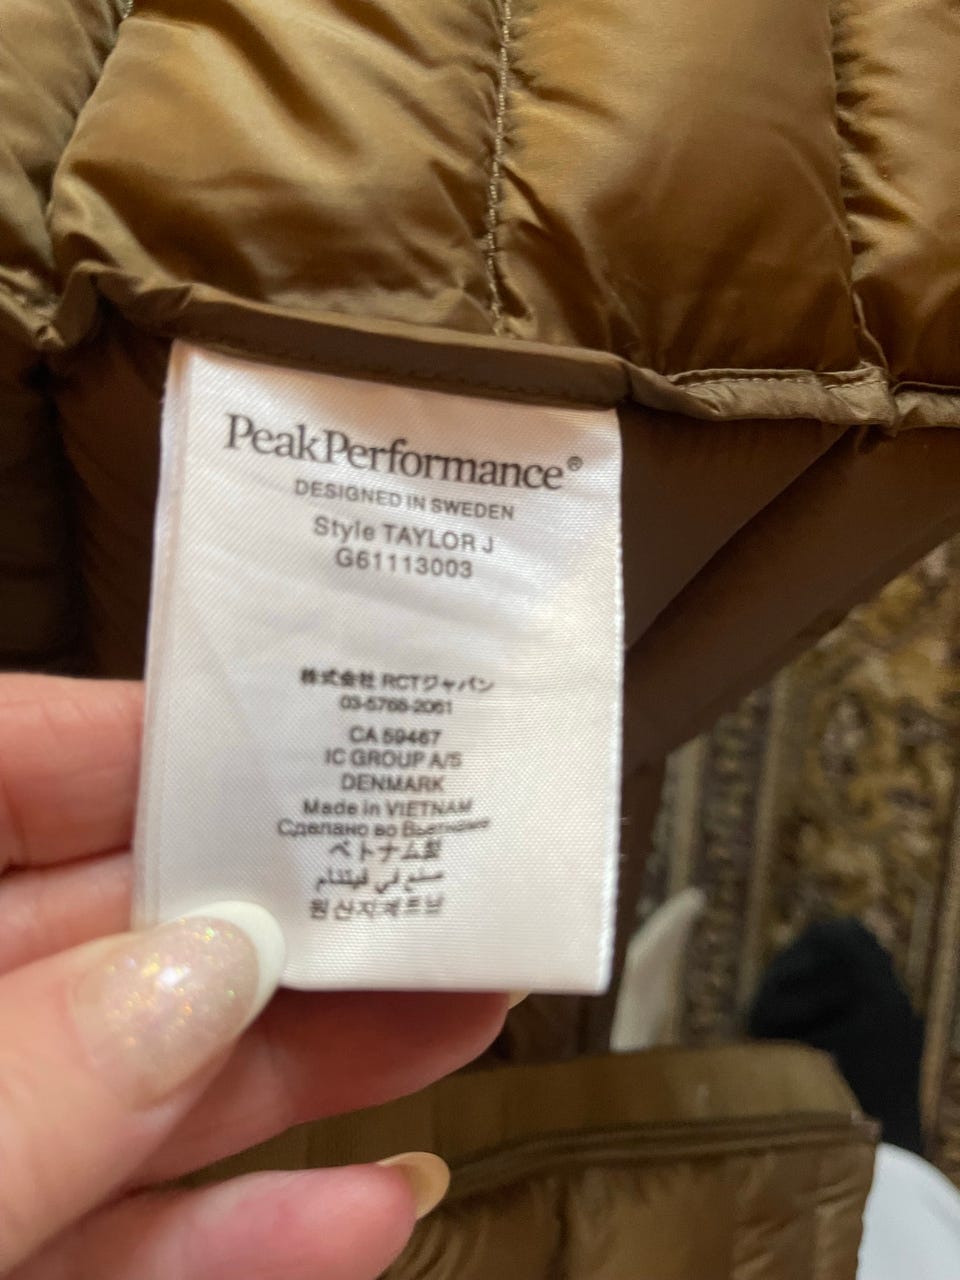 PeakPerformance®
DESIGNED IN SWEDEN
Style TAYLOR J
G61113003
株式会社 RCTジャパン
03-5766-2061
CA 59467
IC GROUP A/S
DENMARK
Made in VIETNAM
Сделано во Вьетнаме
ベトナム製
صنع في فيتنام
원산지:베트남